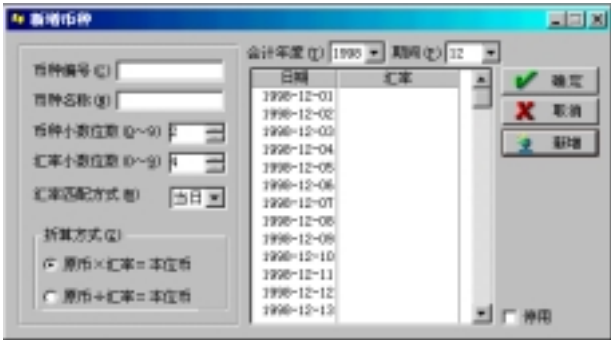 新增币种
会计年度(Y) 1998 期间(P) 12
币种编号(C)
币种名称(N)
币种小数位数(2~9) 2
汇率小数位数(0~9) 4
汇率匹配方式(M) 当日
折算方式(Z)
原币×汇率=本位币
原币÷汇率=本位币
日期 汇率
1998-12-01
1998-12-02
1998-12-03
1998-12-04
1998-12-05
1998-12-06
1998-12-07
1998-12-08
1998-12-09
1998-12-10
1998-12-11
1998-12-12
1998-12-13
确定
取消
新增
停用